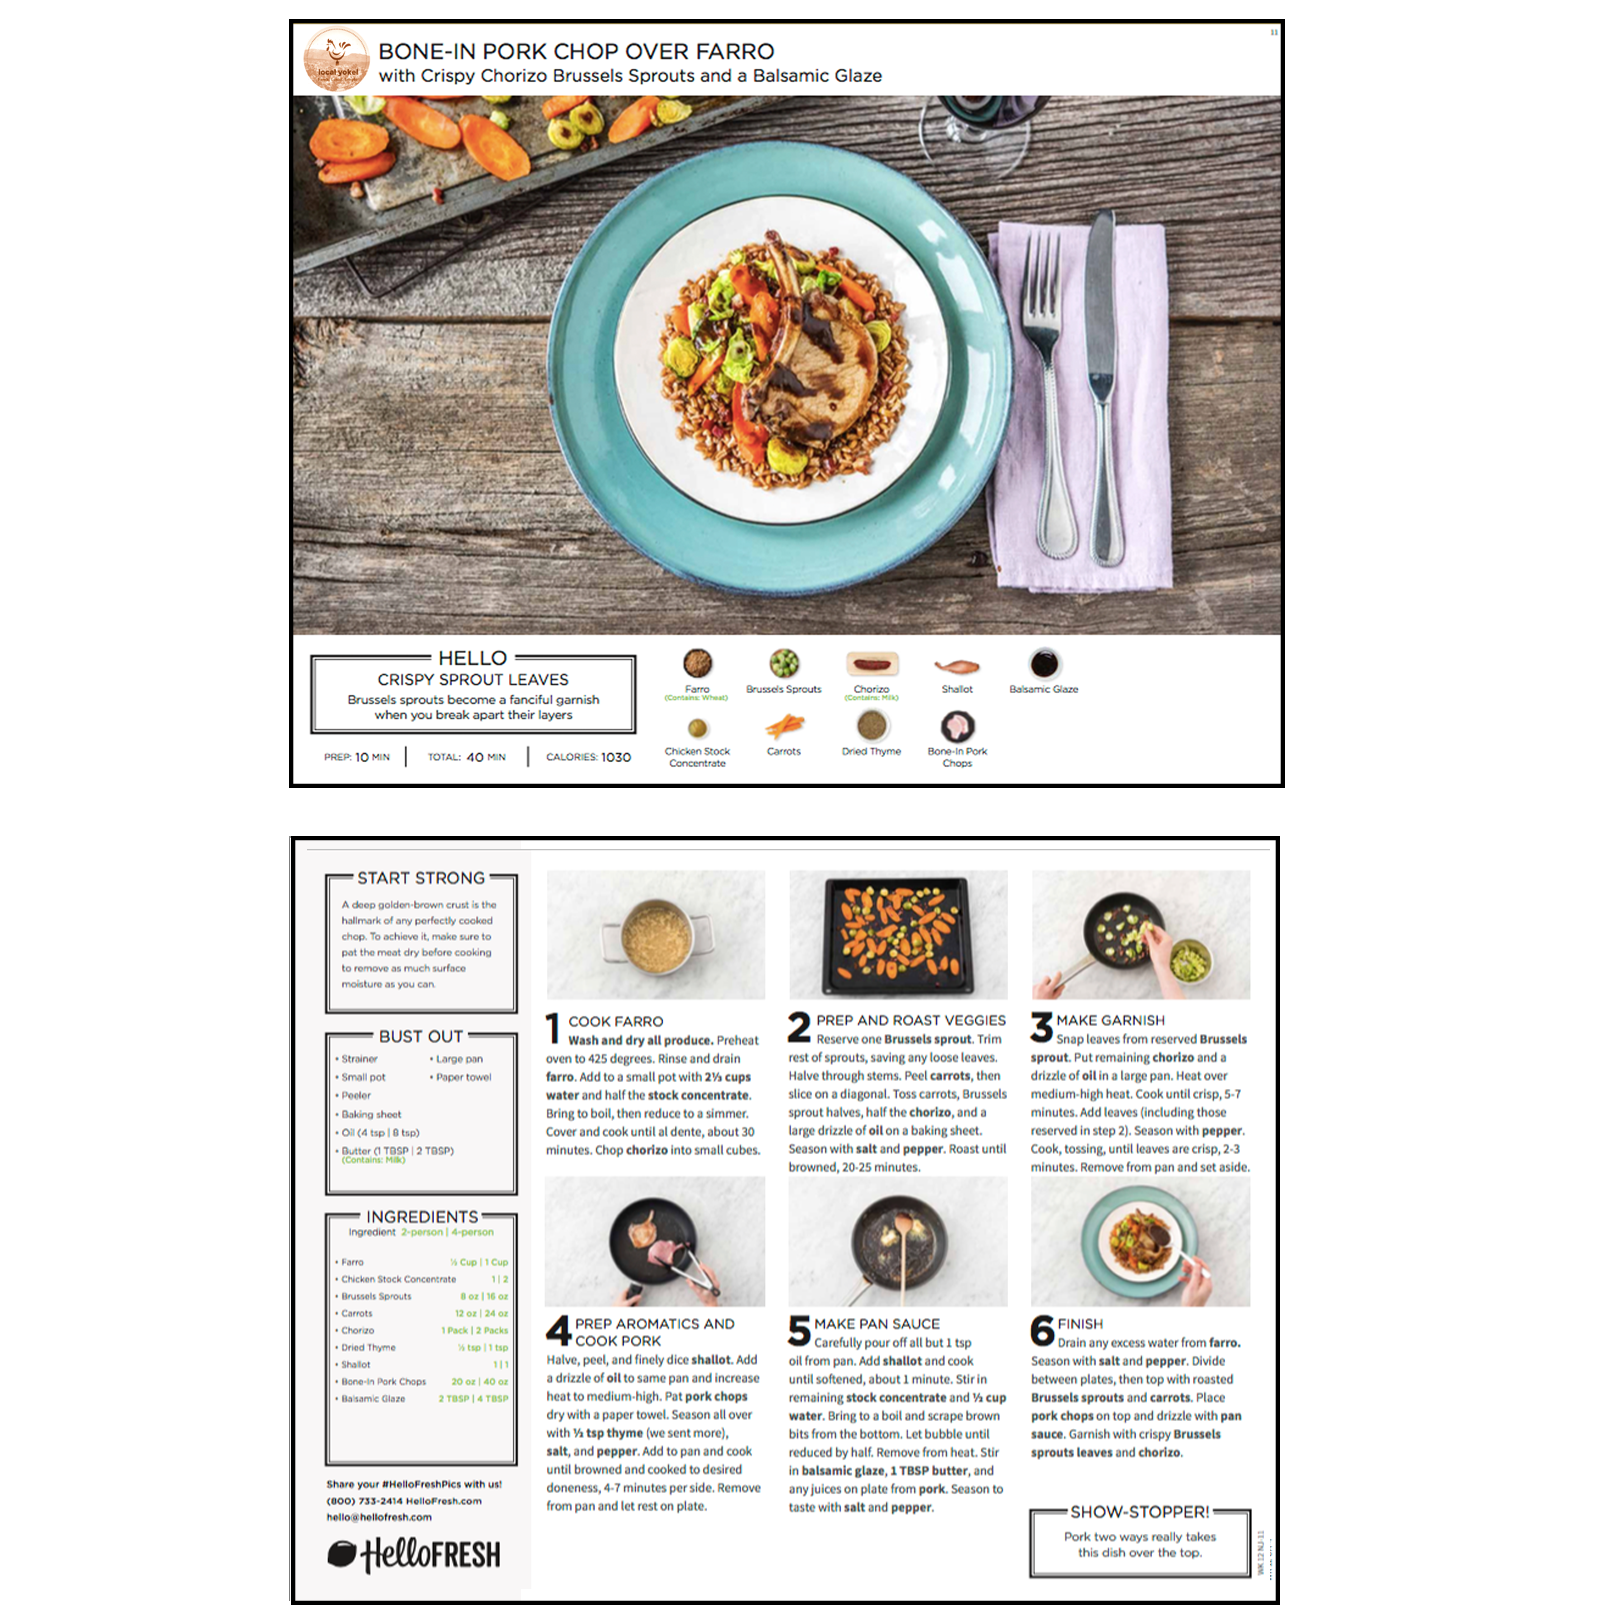 11
local yokel
BONE-IN PORK CHOP OVER FARRO
with Crispy Chorizo Brussels Sprouts and a Balsamic Glaze
HELLO
CRISPY SPROUT LEAVES
Brussels sprouts become a fanciful garnish
when you break apart their layers
PREP: 10 MIN
TOTAL: 40 MIN
CALORIES: 1030
Farro
(Contains: Wheat)
Brussels Sprouts
Chorizo
(Contains: Milk)
Shallot
Balsamic Glaze
Chicken Stock
Concentrate
Carrots
Dried Thyme
Bone-In Pork
Chops
START STRONG
A deep golden-brown crust is the
hallmark of any perfectly cooked
chop. To achieve it, make sure to
pat the meat dry before cooking
to remove as much surface
moisture as you can.
BUST OUT
• Strainer
• Small pot
• Peeler
• Baking sheet
• Oil (4 tsp | 8 tsp)
• Butter (1 TBSP | 2 TBSP)
(Contains: Milk)
• Large pan
• Paper towel
INGREDIENTS
Ingredient 2-person | 4-person
• Farro ½ Cup | 1 Cup
• Chicken Stock Concentrate 1 | 2
• Brussels Sprouts 8 oz | 16 oz
• Carrots 12 oz | 24 oz
• Chorizo 1 Pack | 2 Packs
• Dried Thyme ½ tsp | 1 tsp
• Shallot 1 | 1
• Bone-In Pork Chops 20 oz | 40 oz
• Balsamic Glaze 2 TBSP | 4 TBSP
Share your #HelloFreshPics with us!
(800) 733-2414 HelloFresh.com
hello@hellofresh.com
HelloFRESH
1 COOK FARRO
Wash and dry all produce. Preheat
oven to 425 degrees. Rinse and drain
farro. Add to a small pot with 2½ cups
water and half the stock concentrate.
Bring to boil, then reduce to a simmer.
Cover and cook until al dente, about 30
minutes. Chop chorizo into small cubes.
2 PREP AND ROAST VEGGIES
Reserve one Brussels sprout. Trim
rest of sprouts, saving any loose leaves.
Halve through stems. Peel carrots, then
slice on a diagonal. Toss carrots, Brussels
sprout halves, half the chorizo, and a
large drizzle of oil on a baking sheet.
Season with salt and pepper. Roast until
browned, 20-25 minutes.
3 MAKE GARNISH
Snap leaves from reserved Brussels
sprout. Put remaining chorizo and a
drizzle of oil in a large pan. Heat over
medium-high heat. Cook until crisp, 5-7
minutes. Add leaves (including those
reserved in step 2). Season with pepper.
Cook, tossing, until leaves are crisp, 2-3
minutes. Remove from pan and set aside.
4 PREP AROMATICS AND
COOK PORK
Halve, peel, and finely dice shallot. Add
a drizzle of oil to same pan and increase
heat to medium-high. Pat pork chops
dry with a paper towel. Season all over
with ½ tsp thyme (we sent more),
salt, and pepper. Add to pan and cook
until browned and cooked to desired
doneness, 4-7 minutes per side. Remove
from pan and let rest on plate.
5 MAKE PAN SAUCE
Carefully pour off all but 1 tsp
oil from pan. Add shallot and cook
until softened, about 1 minute. Stir in
remaining stock concentrate and ½ cup
water. Bring to a boil and scrape brown
bits from the bottom. Let bubble until
reduced by half. Remove from heat. Stir
in balsamic glaze, 1 TBSP butter, and
any juices on plate from pork. Season to
taste with salt and pepper.
6 FINISH
Drain any excess water from farro.
Season with salt and pepper. Divide
between plates, then top with roasted
Brussels sprouts and carrots. Place
pork chops on top and drizzle with pan
sauce. Garnish with crispy Brussels
sprouts leaves and chorizo.
SHOW-STOPPER!
Pork two ways really takes
this dish over the top.
WK 12 NJ-11